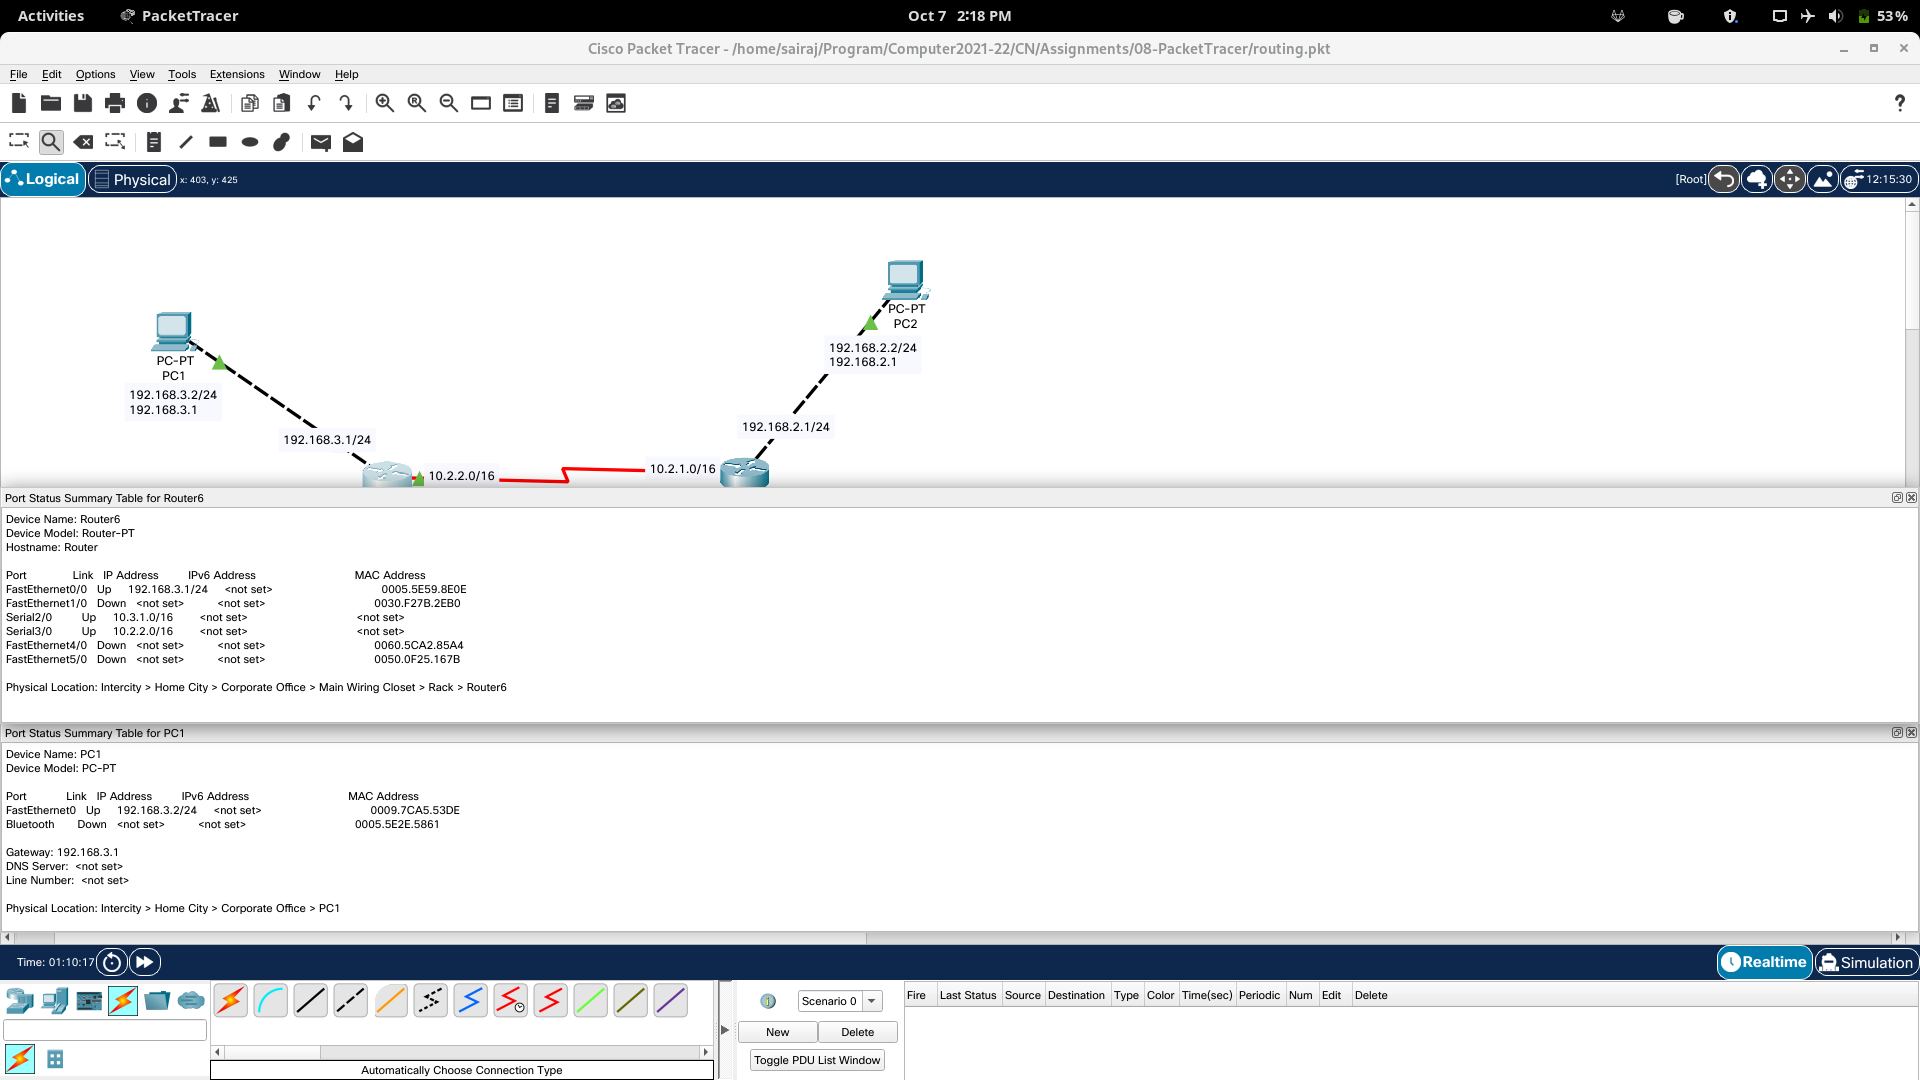 Activities PacketTracer Oct 7 2:18 PM 53%
Cisco Packet Tracer - /home/sairaj/Program/Computer2021-22/CN/Assignments/08-PacketTracer/routing.pkt
File Edit Options View Tools Extensions Window Help
?
Logical Physical x: 403, y: 425 [Root] 12:15:30
PC-PT
PC2
192.168.2.2/24
192.168.2.1
PC-PT
PC1
192.168.3.2/24
192.168.3.1
192.168.2.1/24
192.168.3.1/24
10.2.2.0/16 10.2.1.0/16
Port Status Summary Table for Router6
Device Name: Router6
Device Model: Router-PT
Hostname: Router
Port Link IP Address IPv6 Address MAC Address
FastEthernet0/0 Up 192.168.3.1/24 <not set> 0005.5E59.8E0E
FastEthernet1/0 Down <not set> <not set> 0030.F27B.2EB0
Serial2/0 Up 10.3.1.0/16 <not set> <not set>
Serial3/0 Up 10.2.2.0/16 <not set> <not set>
FastEthernet4/0 Down <not set> <not set> 0060.5CA2.85A4
FastEthernet5/0 Down <not set> <not set> 0050.0F25.167B
Physical Location: Intercity > Home City > Corporate Office > Main Wiring Closet > Rack > Router6
Port Status Summary Table for PC1
Device Name: PC1
Device Model: PC-PT
Port Link IP Address IPv6 Address MAC Address
FastEthernet0 Up 192.168.3.2/24 <not set> 0009.7CA5.53DE
Bluetooth Down <not set> <not set> 0005.5E2E.5861
Gateway: 192.168.3.1
DNS Server: <not set>
Line Number: <not set>
Physical Location: Intercity > Home City > Corporate Office > PC1
Time: 01:10:17 Realtime Simulation
Scenario 0
New Delete
Toggle PDU List Window
Fire Last Status Source Destination Type Color Time(sec) Periodic Num Edit Delete
Automatically Choose Connection Type